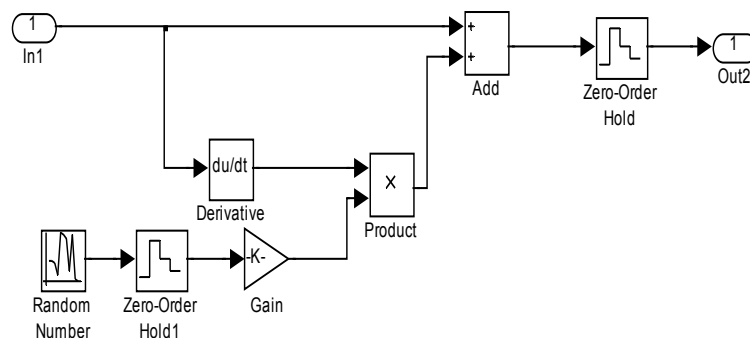 1
In1
+
+
Add
Zero-Order
Hold
1
Out2
du/dt
Derivative
×
Product
Random
Number
Zero-Order
Hold1
-K-
Gain